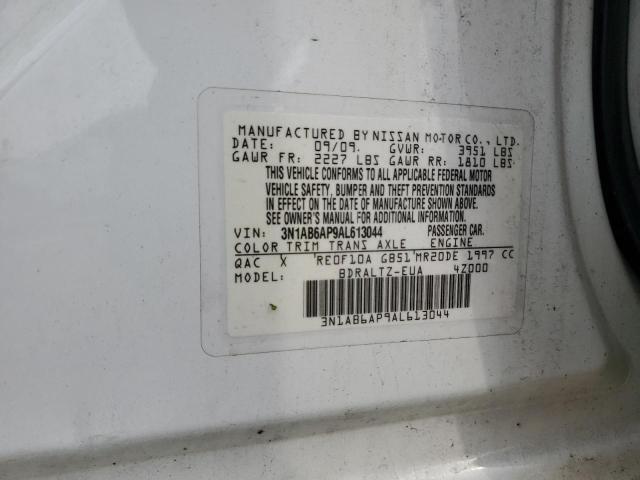 MANUFACTURED BY NISSAN MOTOR CO., LTD.
DATE: 09/09. GVWR: 3951 LBS
GAWR FR: 2227 LBS GAWR RR: 1810 LBS
THIS VEHICLE CONFORMS TO ALL APPLICABLE FEDERAL MOTOR
VEHICLE SAFETY, BUMPER AND THEFT PREVENTION STANDARDS
IN EFFECT ON THE DATE OF MANUFACTURE SHOWN ABOVE.
SEE OWNER'S MANUAL FOR ADDITIONAL INFORMATION.
VIN: 3N1AB6AP9AL613044 PASSENGER CAR.
COLOR TRIM TRANS AXLE ENGINE
QAC X RE0F10A GB51 MR20DE 1997 CC
MODEL: BDRALTZ-EUA 4Z000
3N1AB6AP9AL613044